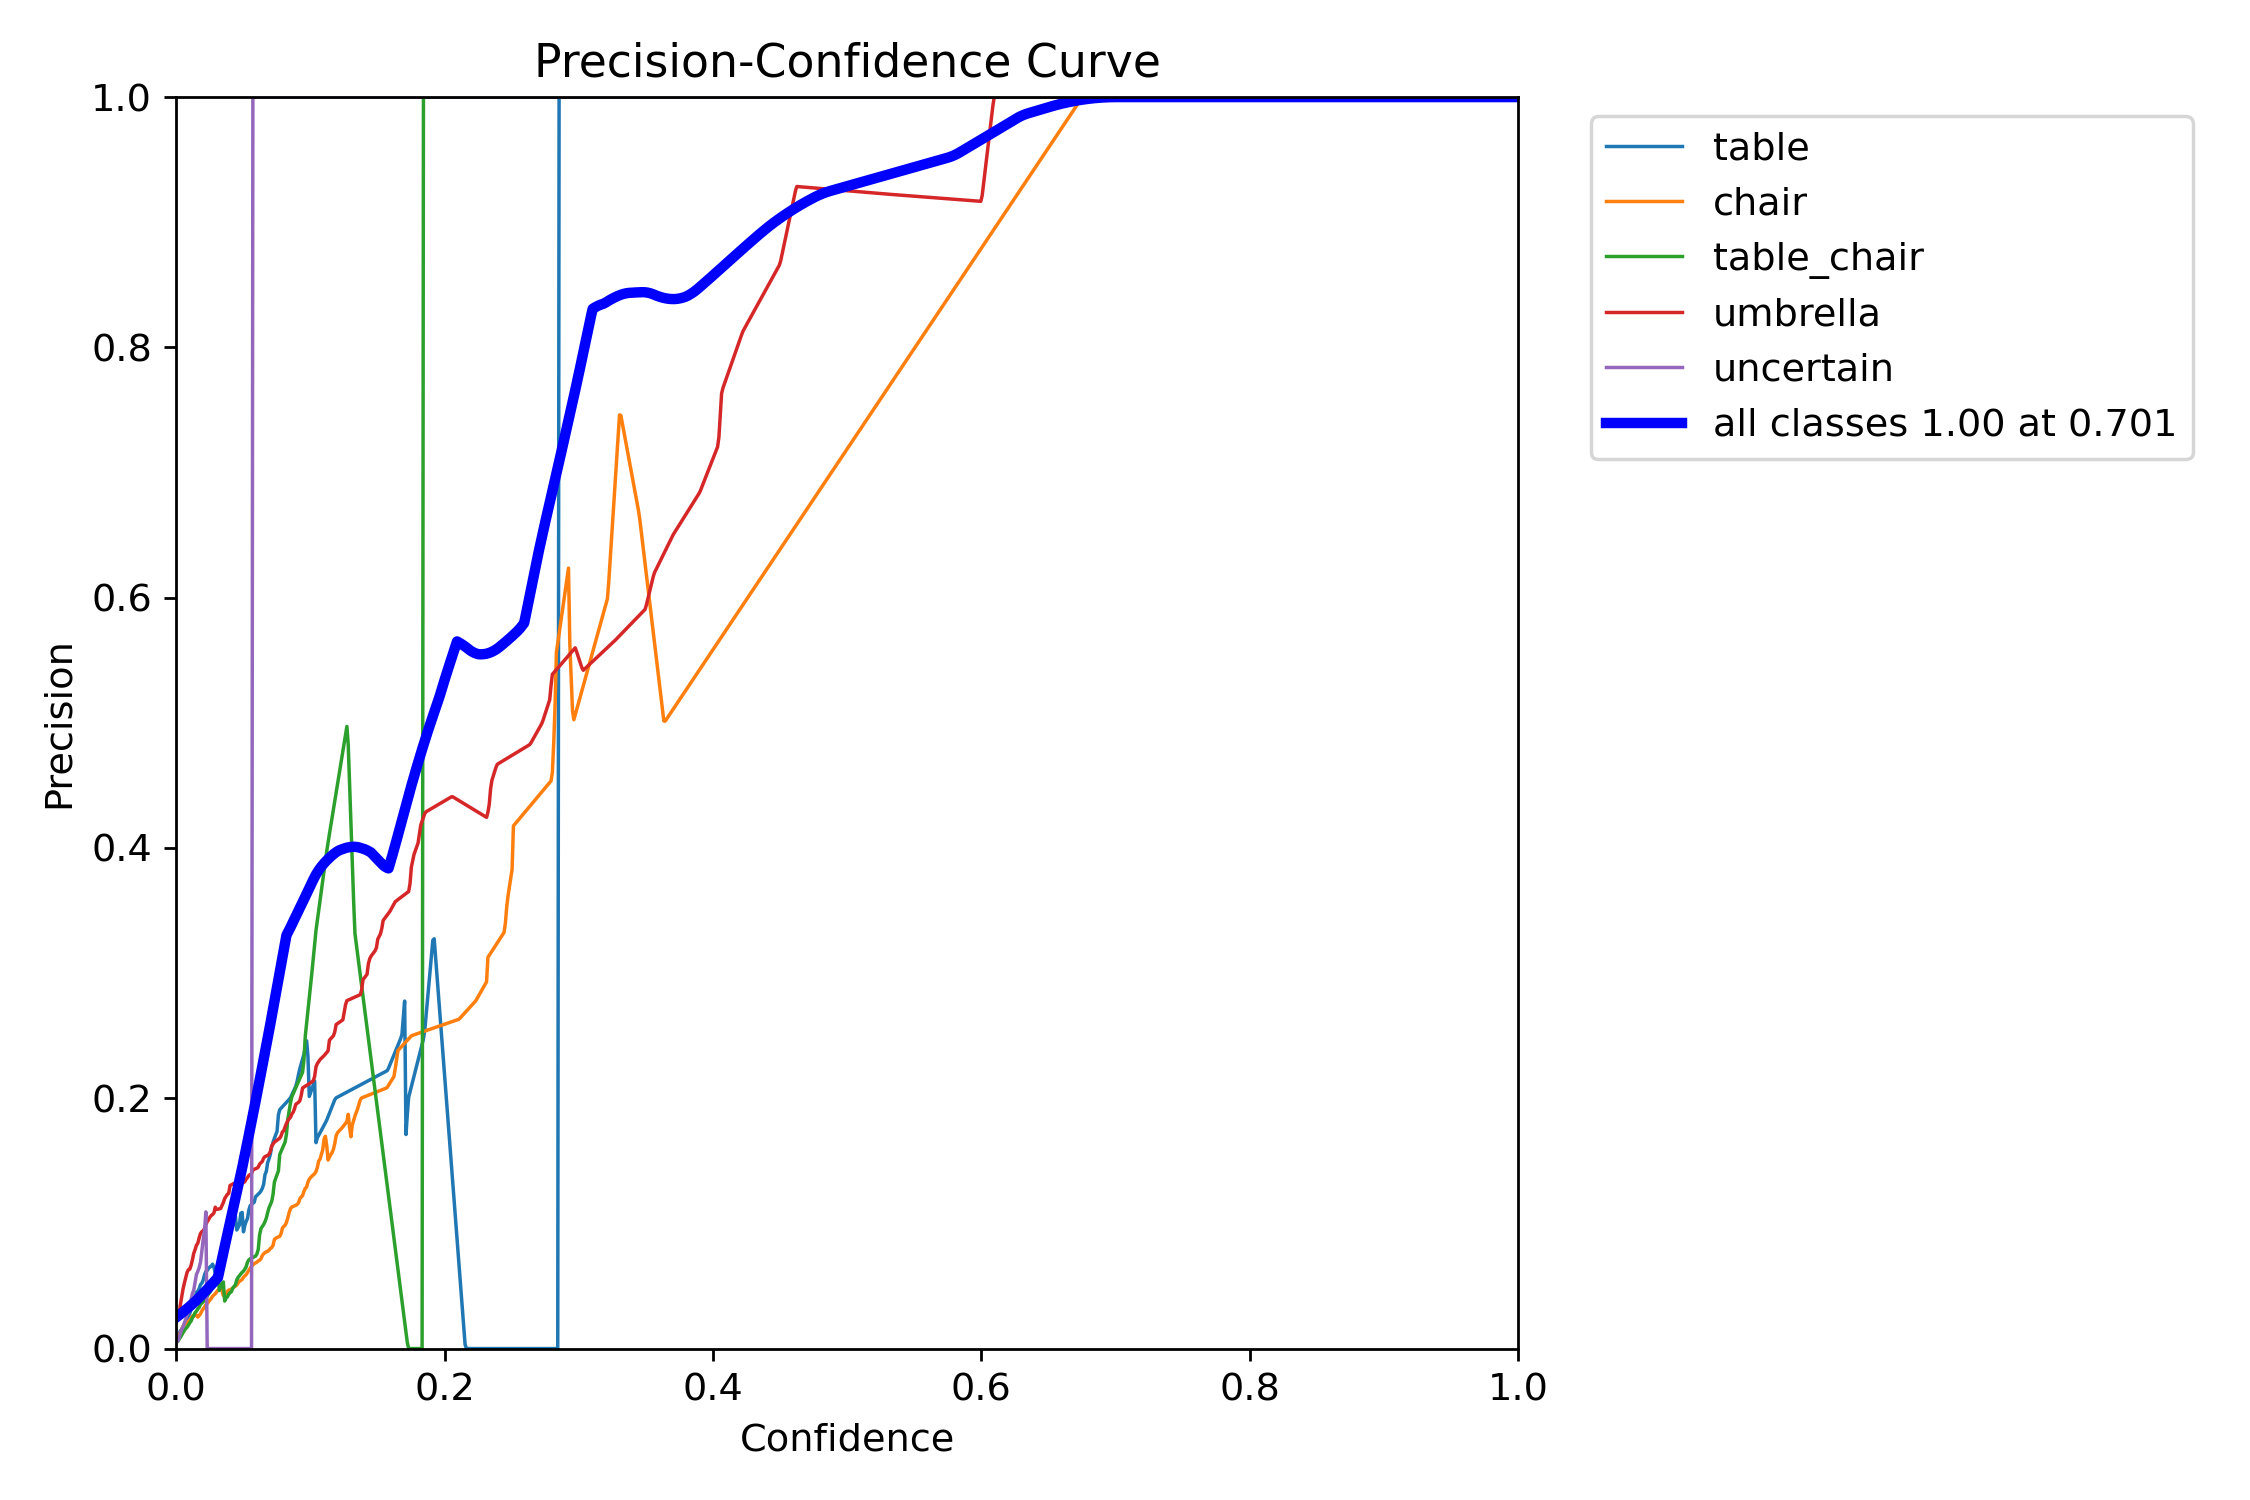 Precision-Confidence Curve
1.0
0.8
0.6
0.4
0.2
0.0
Precision
0.0 0.2 0.4 0.6 0.8 1.0
Confidence
table
chair
table_chair
umbrella
uncertain
all classes 1.00 at 0.701